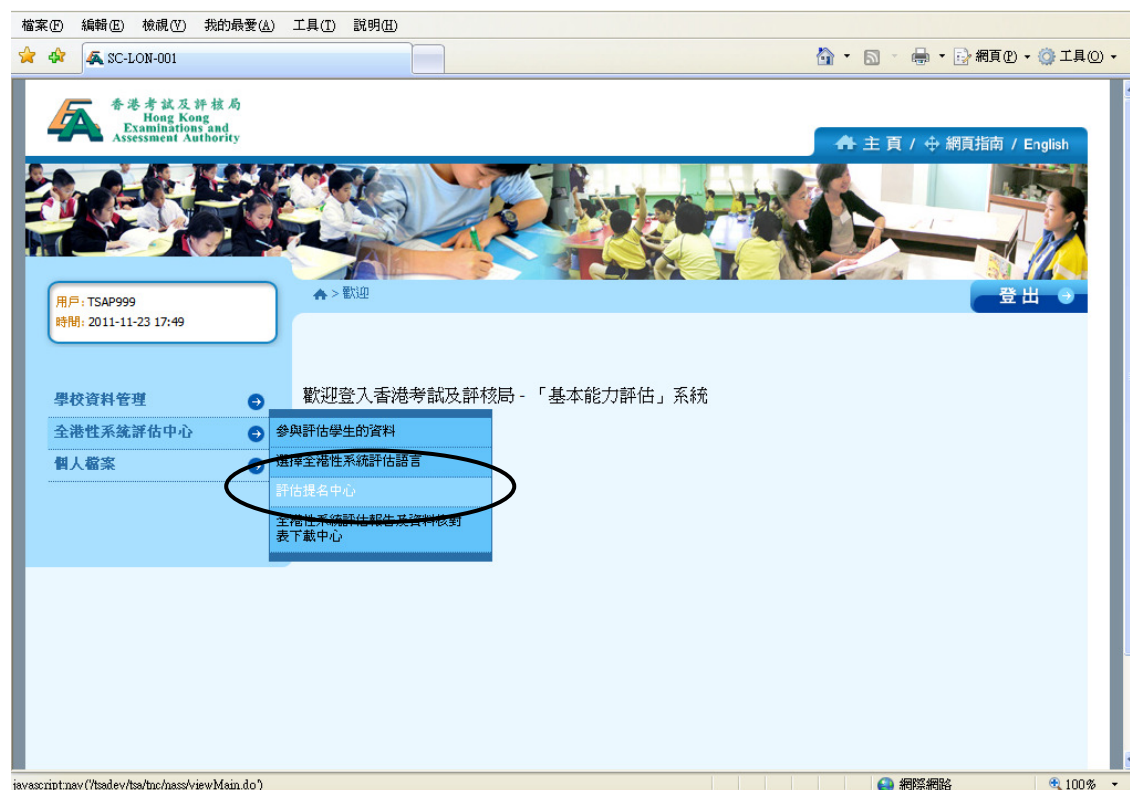 檔案(F) 編輯(E) 檢視(V) 我的最愛(A) 工具(T) 說明(H)
SC-LON-001
網頁(P) 工具(O)
香港考試及評核局
Hong Kong
Examinations and
Assessment Authority
主頁 / 網頁指南 / English
用戶: TSAP999
時間: 2011-11-23 17:49
> 歡迎
登出
歡迎登入香港考試及評核局 - 「基本能力評估」系統
學校資料管理
全港性系統評估中心
個人檔案
參與評估學生的資料
選擇全港性系統評估語言
評估提名中心
全港性系統評估報告及資料核對
表下載中心
javascript:nav('/tsadev/tsa/tnc/nass/viewMain.do')
網際網路
100%